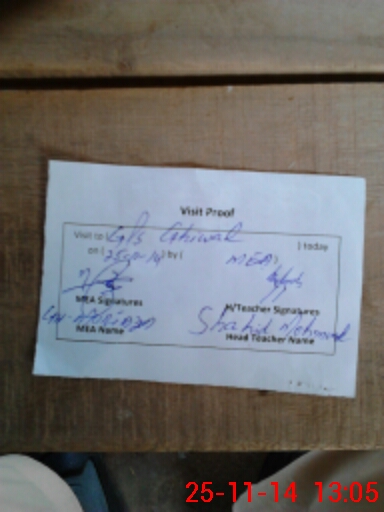 Visit Proof
Visit to [ G/s Ghiwal ] today
on ( 25-11-14 ) by ( MEA)
MEA Signatures H/Teacher Signatures
Shahid Mehmood
MEA Name Head Teacher Name
25-11-14 13:05